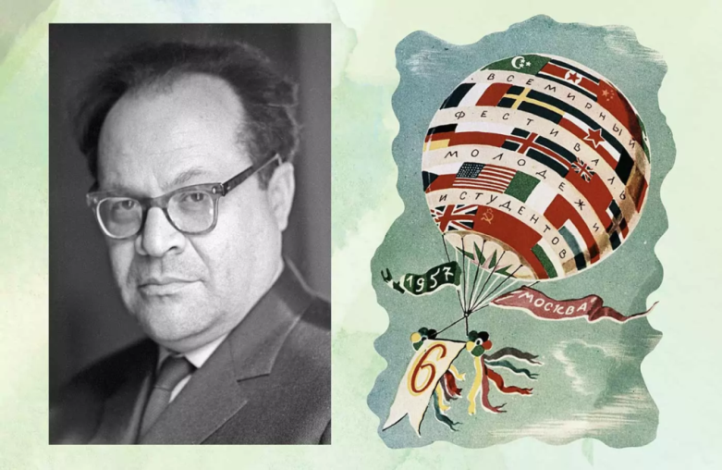 ВСЕМИРНЫЙ
ФЕСТИВАЛЬ
МОЛОДЕЖИ
И СТУДЕНТОВ
1957
МОСКВА
6